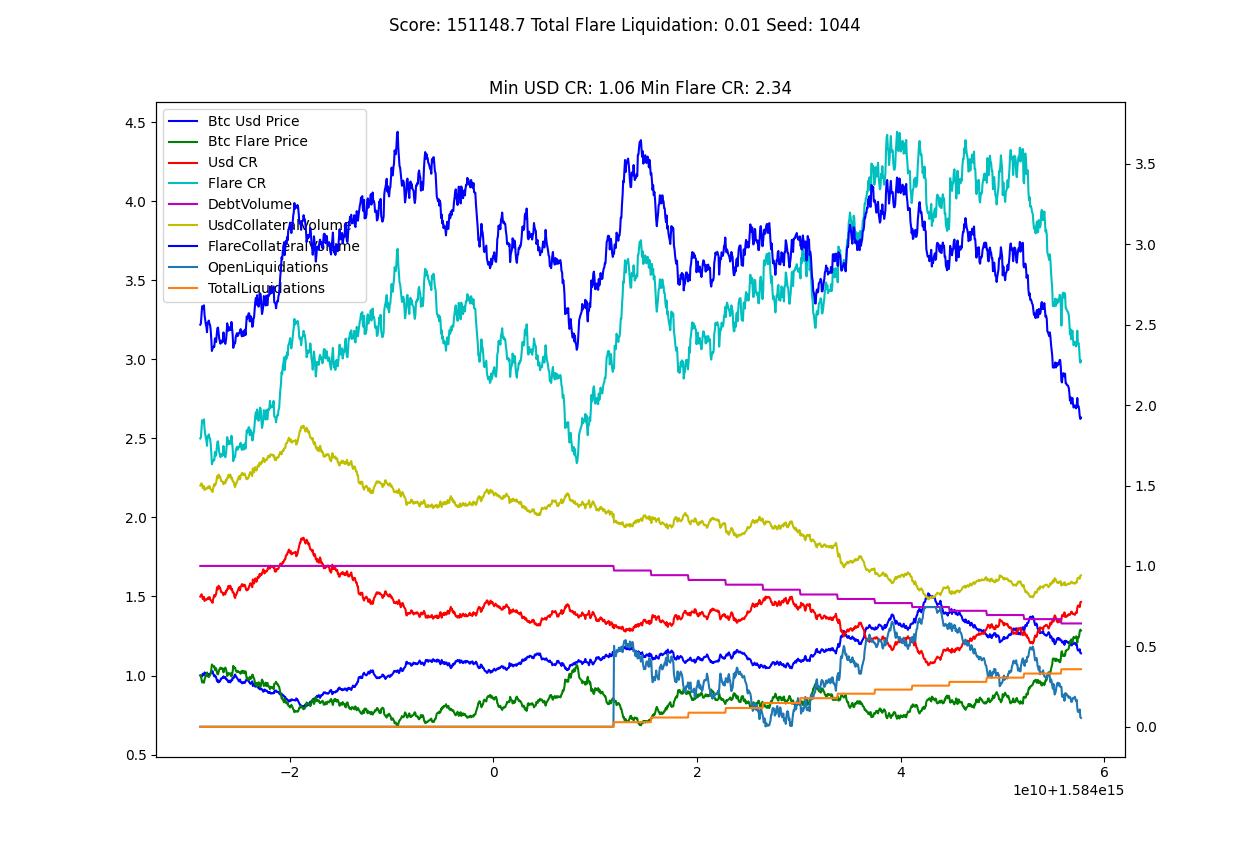 Score: 151148.7 Total Flare Liquidation: 0.01 Seed: 1044
Min USD CR: 1.06 Min Flare CR: 2.34
Btc Usd Price
Btc Flare Price
Usd CR
Flare CR
DebtVolume
UsdCollateralVolume
FlareCollateralVolume
OpenLiquidations
TotalLiquidations
4.5
4.0
3.5
3.0
2.5
2.0
1.5
1.0
0.5
3.5
3.0
2.5
2.0
1.5
1.0
0.5
0.0
−2
0
2
4
6
1e10+1.584e15